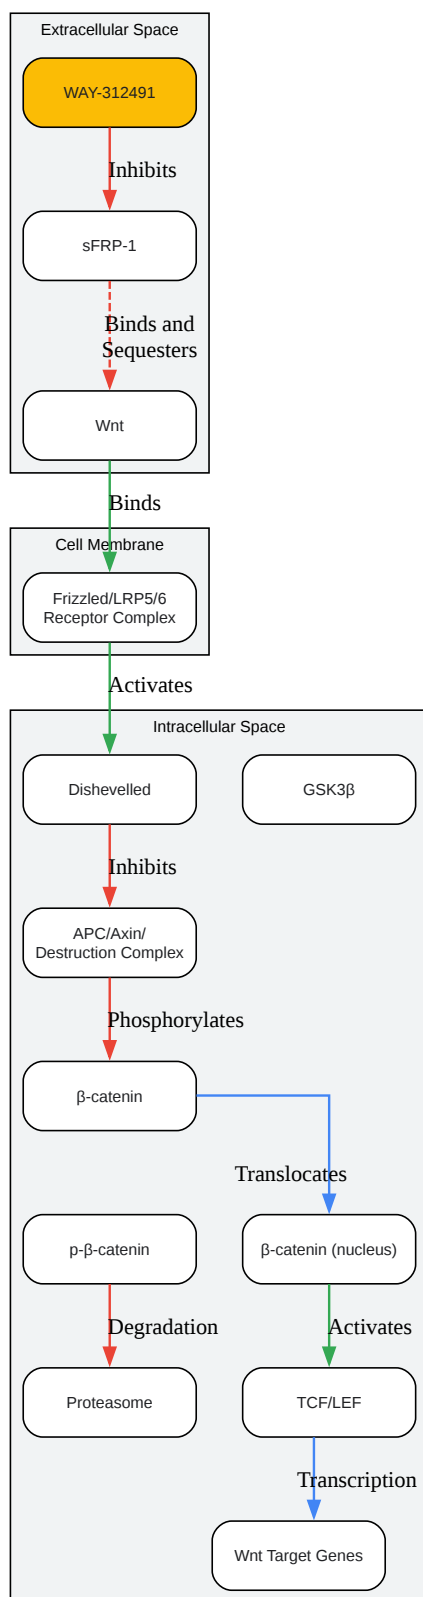 Extracellular Space
WAY-312491
Inhibits
sFRP-1
Binds and
Sequesters
Wnt
Binds
Cell Membrane
Frizzled/LRP5/6
Receptor Complex
Activates
Intracellular Space
Dishevelled
GSK3β
Inhibits
APC/Axin/
Destruction Complex
Phosphorylates
β-catenin
Translocates
p-β-catenin
β-catenin (nucleus)
Degradation
Activates
Proteasome
TCF/LEF
Transcription
Wnt Target Genes